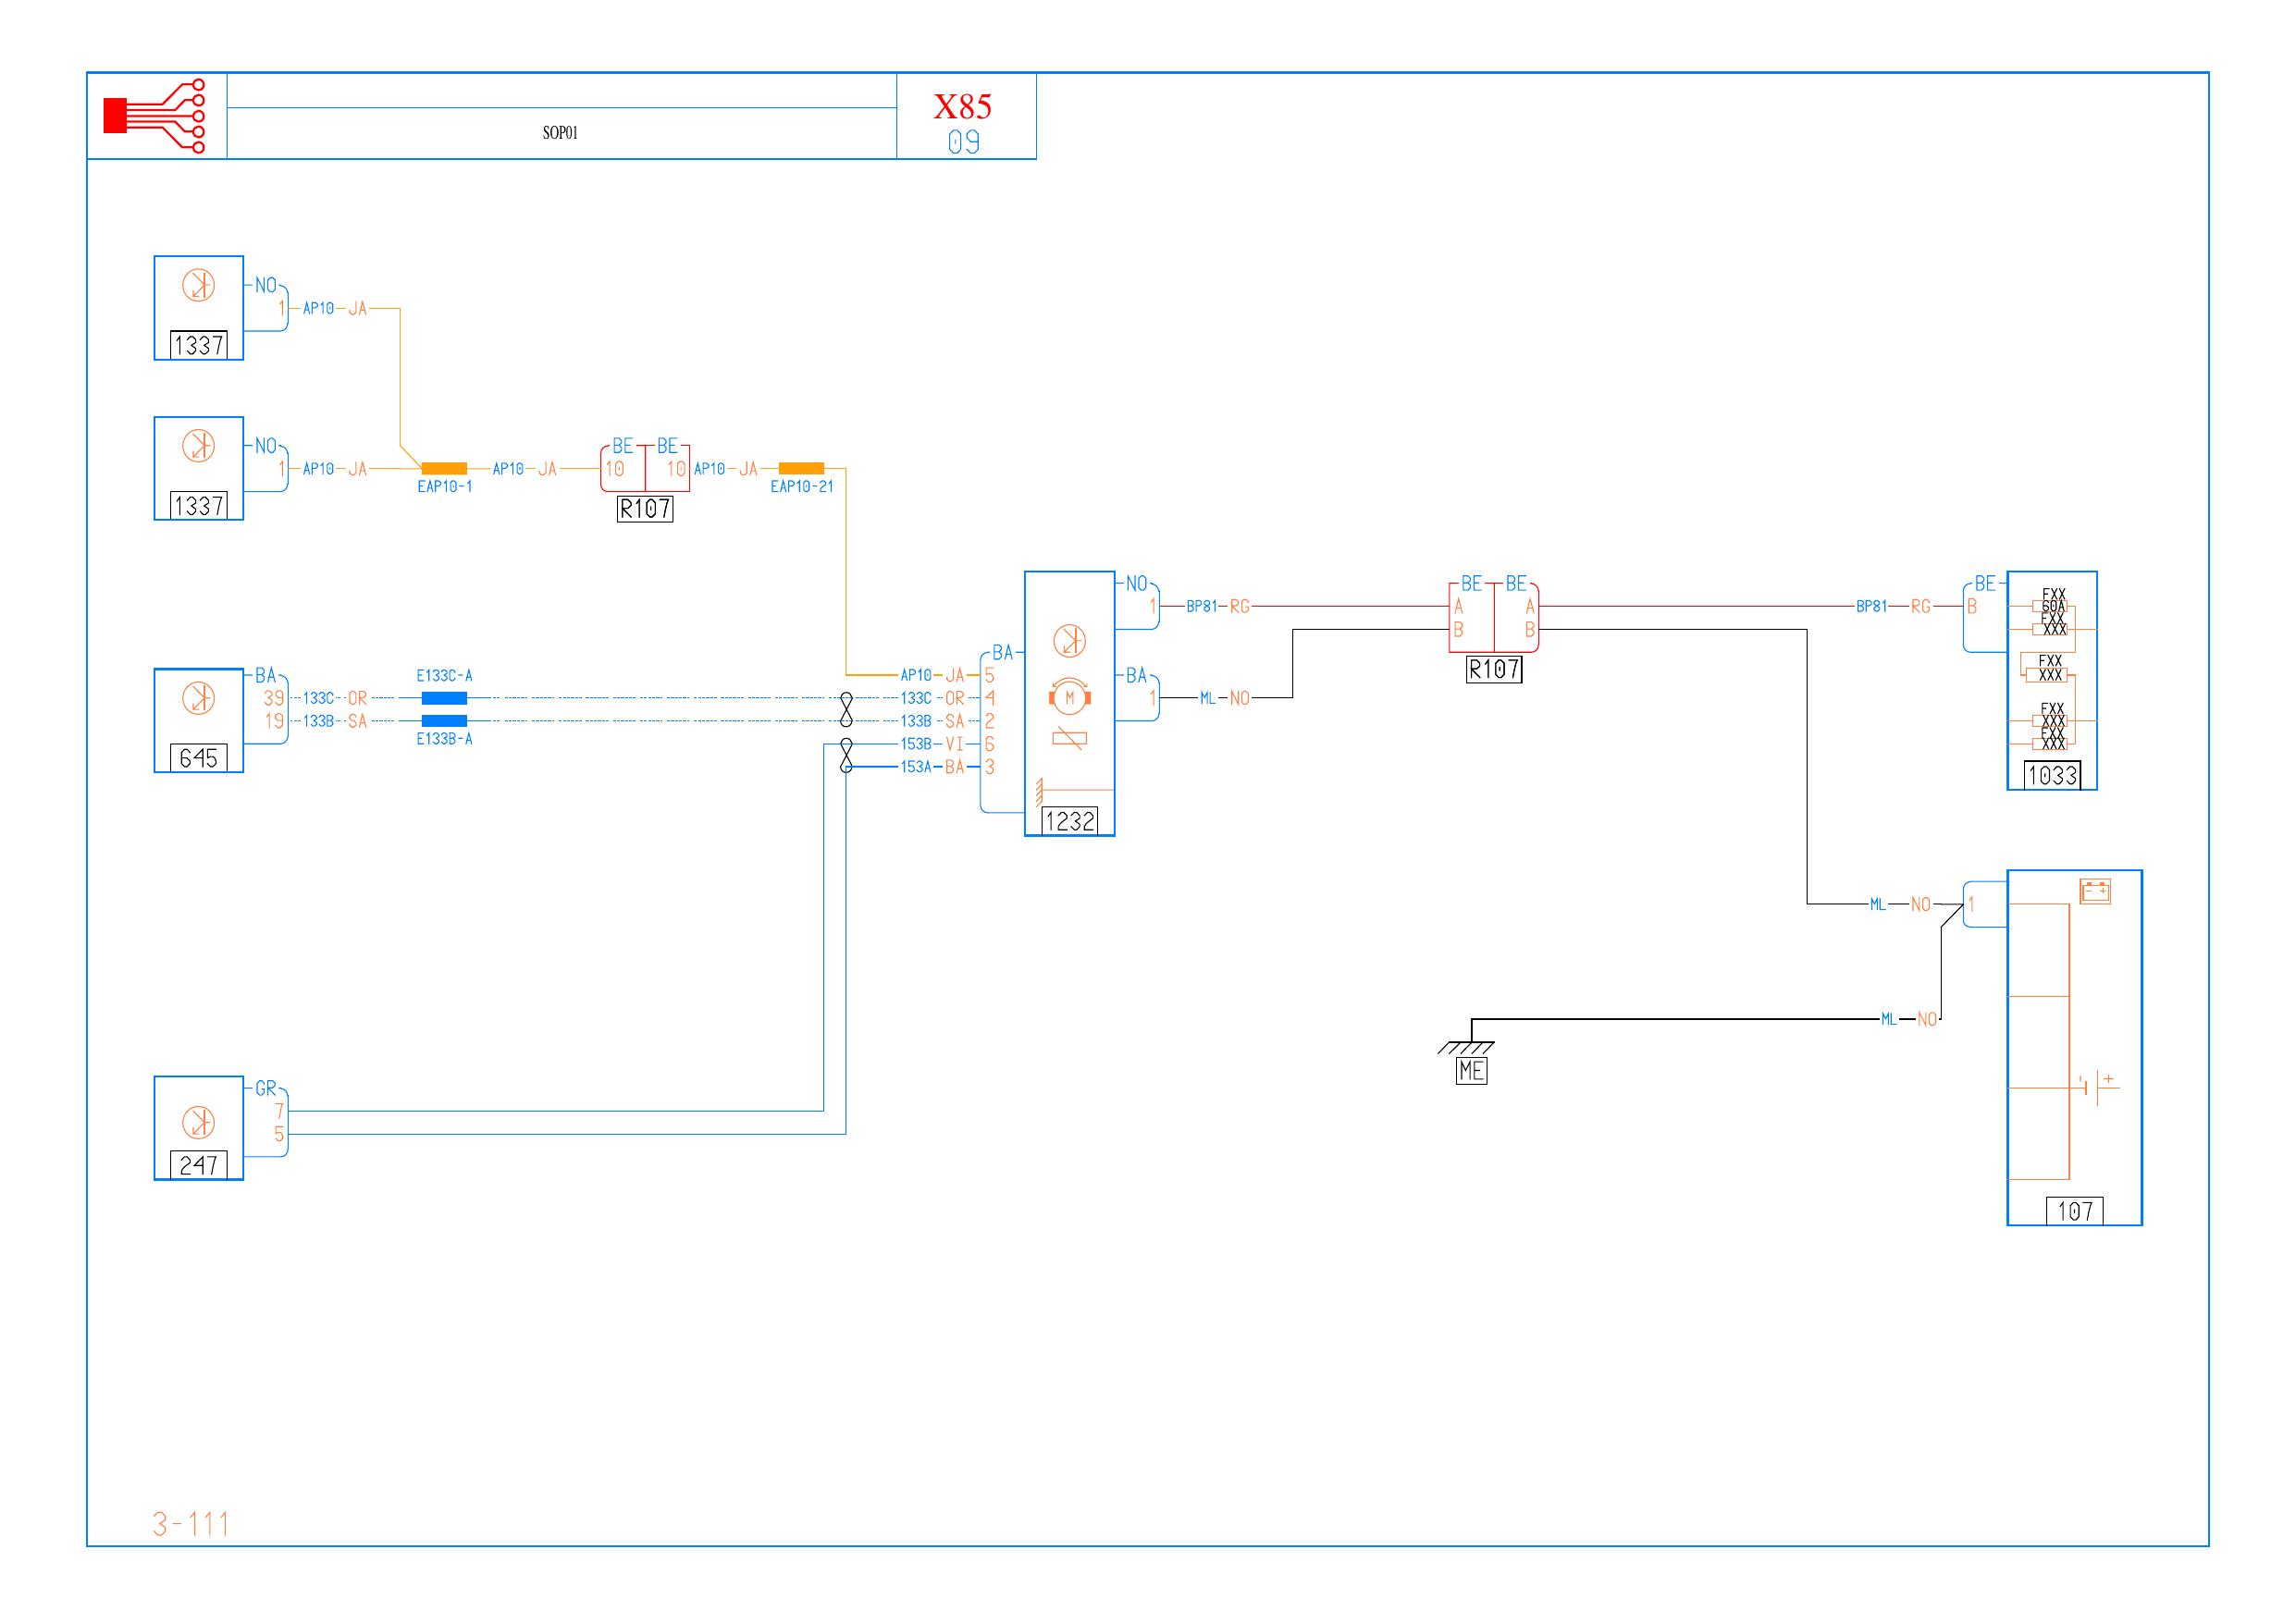 X85
SOP01
09
NO
1 AP10 JA
1337
NO
1 AP10 JA
EAP10-1
AP10 JA
BE BE
10 10
R107
AP10 JA
EAP10-21
1337
BA
39 133C OR
E133C-A
19 133B SA
E133B-A
645
BA
AP10 JA 5
133C OR 4
133B SA 2
153B VI 6
153A BA 3
M
1232
NO
1 BP81 RG
BA
1 ML NO
BE BE
A A
B B
R107
BP81 RG B
BE
FXX
60A
FXX
XXX
FXX
XXX
FXX
XXX
FXX
XXX
1033
ML NO 1
- +
ML NO
ME
- +
107
GR
7
5
247
3-111